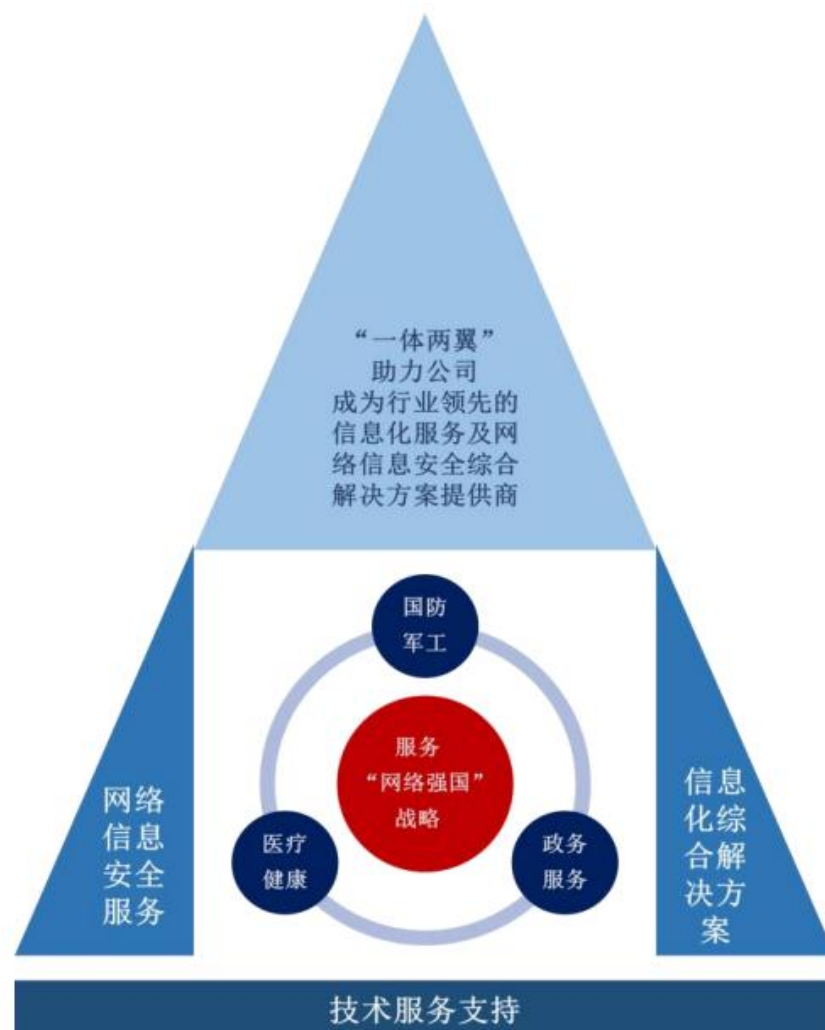 “一体两翼”
助力公司
成为行业领先的
信息化服务及网
络信息安全综合
解决方案提供商
国防
军工
服务
“网络强国”
战略
医疗
健康
政务
服务
网络
信息
安全
服务
信息
化综
合解
决方
案
技术服务支持